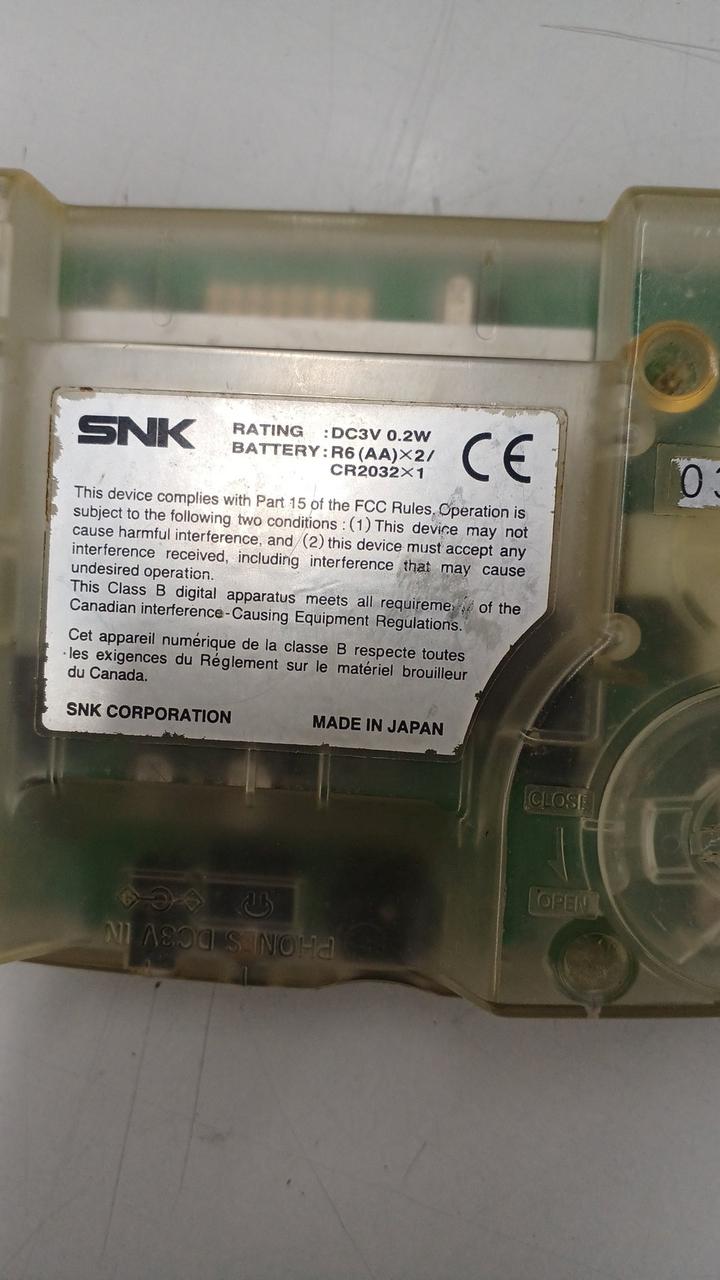 SNK
RATING :DC3V 0.2W
BATTERY:R6(AA)×2/
CR2032×1
CE
This device complies with Part 15 of the FCC Rules, Operation is
subject to the following two conditions : (1) This device may not
cause harmful interference, and (2) this device must accept any
interference received, including interference that may cause
undesired operation.
This Class B digital apparatus meets all of the
Canadian interference-Causing Equipment Regulations.
Cet appareil numérique de la classe B respecte toutes
les exigences du Réglement sur le matériel brouilleur
du Canada.
SNK CORPORATION
MADE IN JAPAN
CLOSE
OPEN
PHONES DC3V IN